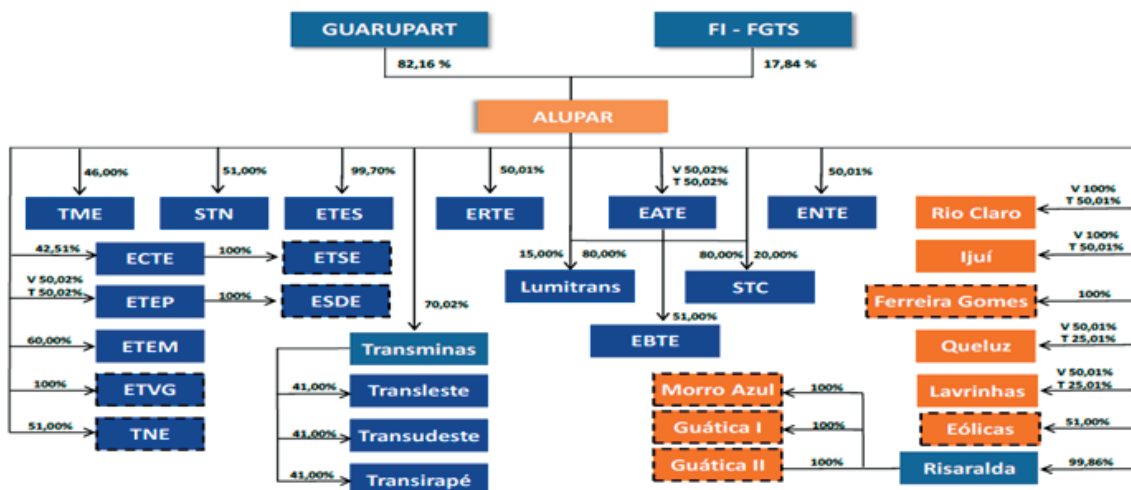 GUARUPART
FI - FGTS
82,16 %
17,84 %
ALUPAR
46,00%
51,00%
99,70%
50,01%
V 50,02%
T 50,02%
50,01%
V 100%
T 50,01%
TME
STN
ETES
ERTE
EATE
ENTE
Rio Claro
42,51%
ECTE
100%
ETSE
15,00%
80,00%
80,00%
20,00%
V 100%
T 50,01%
Ijuí
V 50,02%
T 50,02%
ETEP
100%
ESDE
Lumitrans
STC
Ferreira Gomes
100%
70,02%
51,00%
60,00%
ETEM
Transminas
EBTE
Queluz
V 50,01%
T 25,01%
100%
ETVG
41,00%
Transleste
Morro Azul
100%
Lavrinhas
V 50,01%
T 25,01%
51,00%
TNE
41,00%
Transudeste
Guática I
100%
Eólicas
51,00%
41,00%
Transirapé
Guática II
100%
Risaralda
99,86%